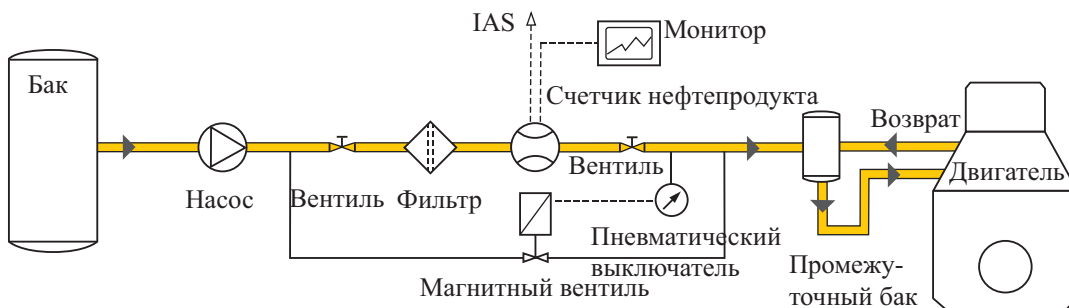 IAS
Монитор
Бак
Счетчик нефтепродукта
Возврат
Насос
Вентиль
Фильтр
Вентиль
Двигатель
Пневматический
выключатель
Магнитный вентиль
Промежу-
точный бак